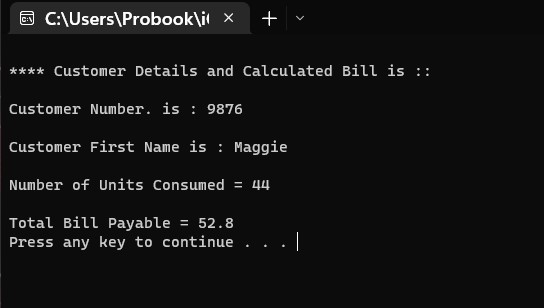 C:\Users\Probook\i
**** Customer Details and Calculated Bill is ::
Customer Number. is : 9876
Customer First Name is : Maggie
Number of Units Consumed = 44
Total Bill Payable = 52.8
Press any key to continue . . .